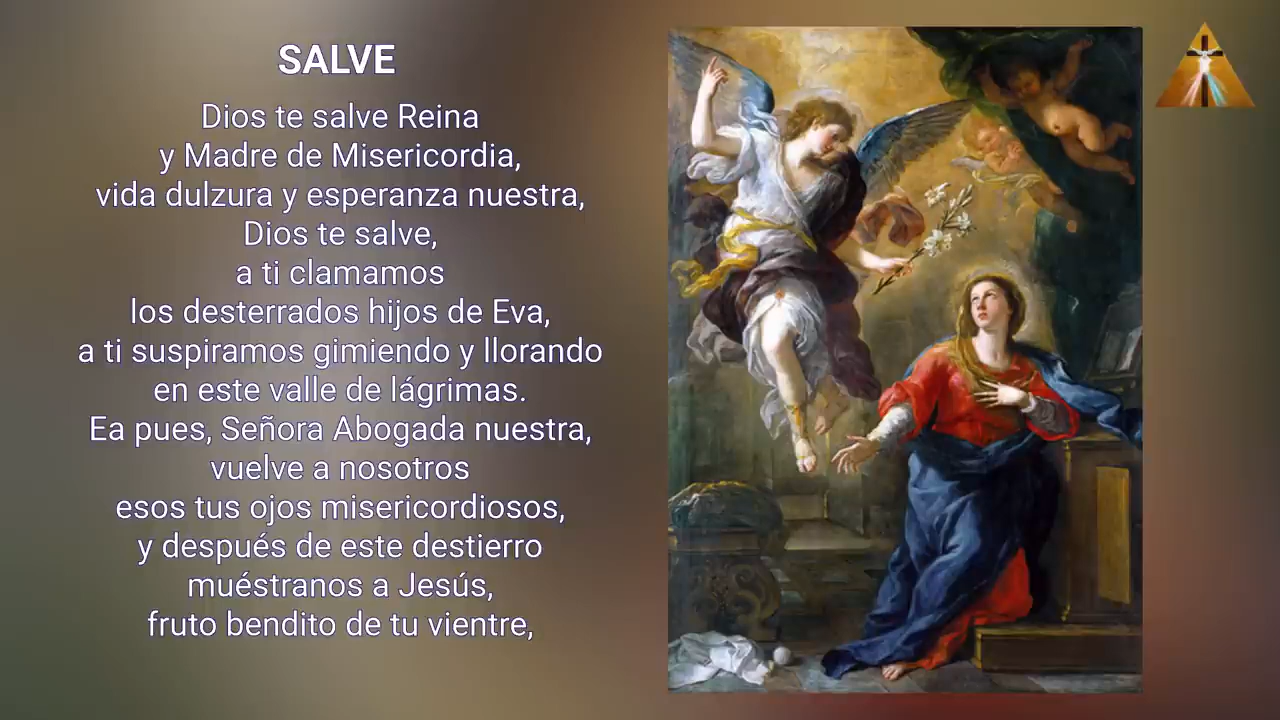 SALVE
Dios te salve Reina
y Madre de Misericordia,
vida dulzura y esperanza nuestra,
Dios te salve,
a ti clamamos
los desterrados hijos de Eva,
a ti suspiramos gimiendo y llorando
en este valle de lágrimas.
Ea pues, Señora Abogada nuestra,
vuelve a nosotros
esos tus ojos misericordiosos,
y después de este destierro
muéstranos a Jesús,
fruto bendito de tu vientre,